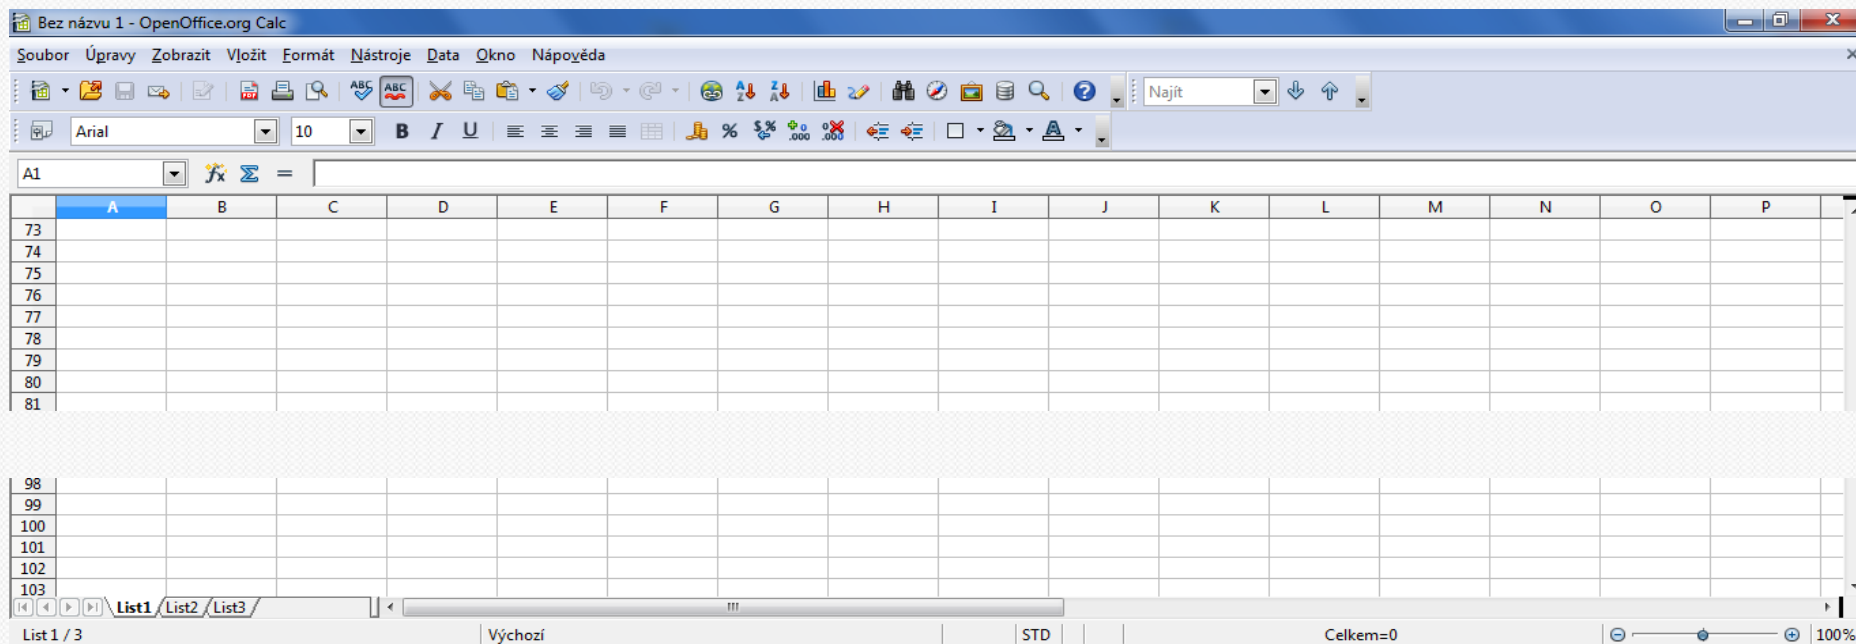 Bez názvu 1 - OpenOffice.org Calc
Soubor Úpravy Zobrazit Vložit Formát Nástroje Data Okno Nápověda
Najít
Arial 10 B I U
A1
A B C D E F G H I J K L M N O P
73
74
75
76
77
78
79
80
81
98
99
100
101
102
103
List1 List2 List3
List 1 / 3 Výchozí STD Celkem=0 100%